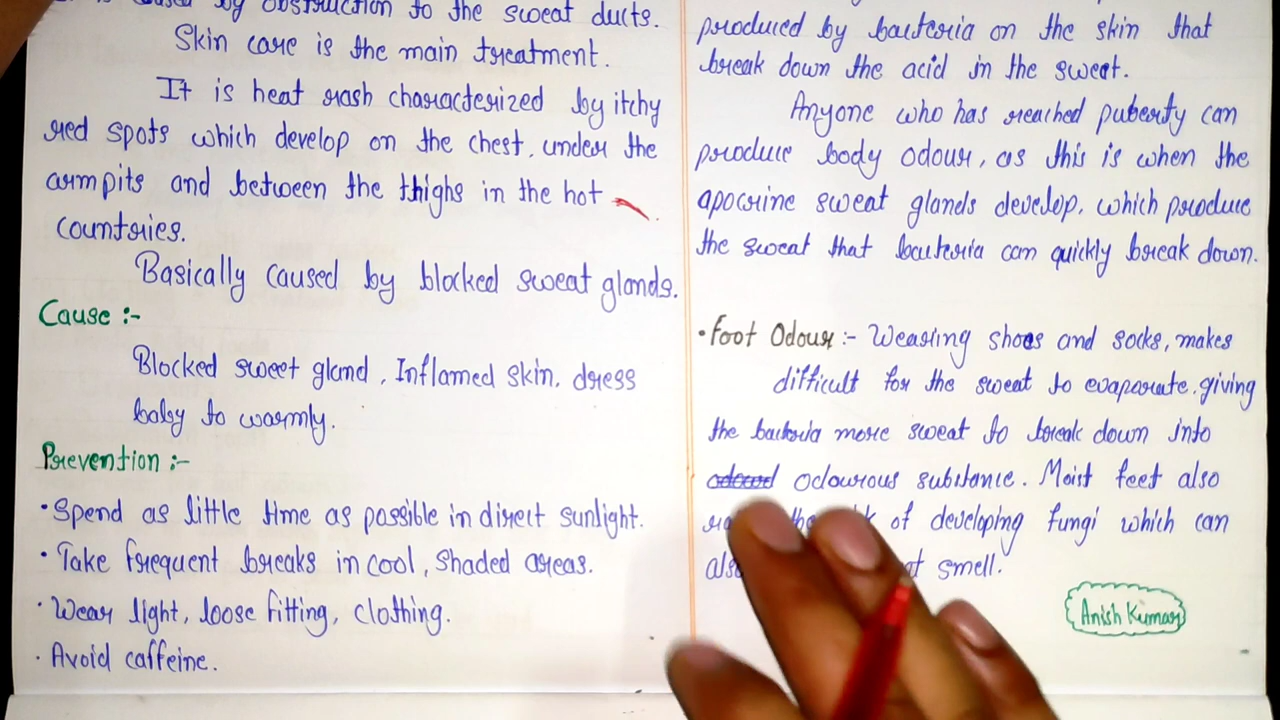 by obstruction to the sweat ducts.
Skin care is the main treatment.
It is heat rash characterized by itchy
red spots which develop on the chest, under the
armpits and between the thighs in the hot
countries.
Basically caused by blocked sweat glands.
Cause :-
Blocked sweet gland, Inflamed skin, dress
baby to warmly.
Prevention :-
• Spend as little time as possible in direct sunlight.
• Take frequent breaks in cool, shaded areas.
• Wear light, loose fitting, clothing.
• Avoid caffeine.
produced by bacteria on the skin that
break down the acid in the sweat.
Anyone who has reached puberty can
produce body odour, as this is when the
apocrine sweat glands develop, which produce
the sweat that bacteria can quickly break down.
• Foot Odour :- Wearing shoes and socks, makes
difficult for the sweat to evaporate, giving
the bacteria more sweat to break down into
odourous substance. Moist feet also
of developing fungi which can
smell.
Anish Kumar